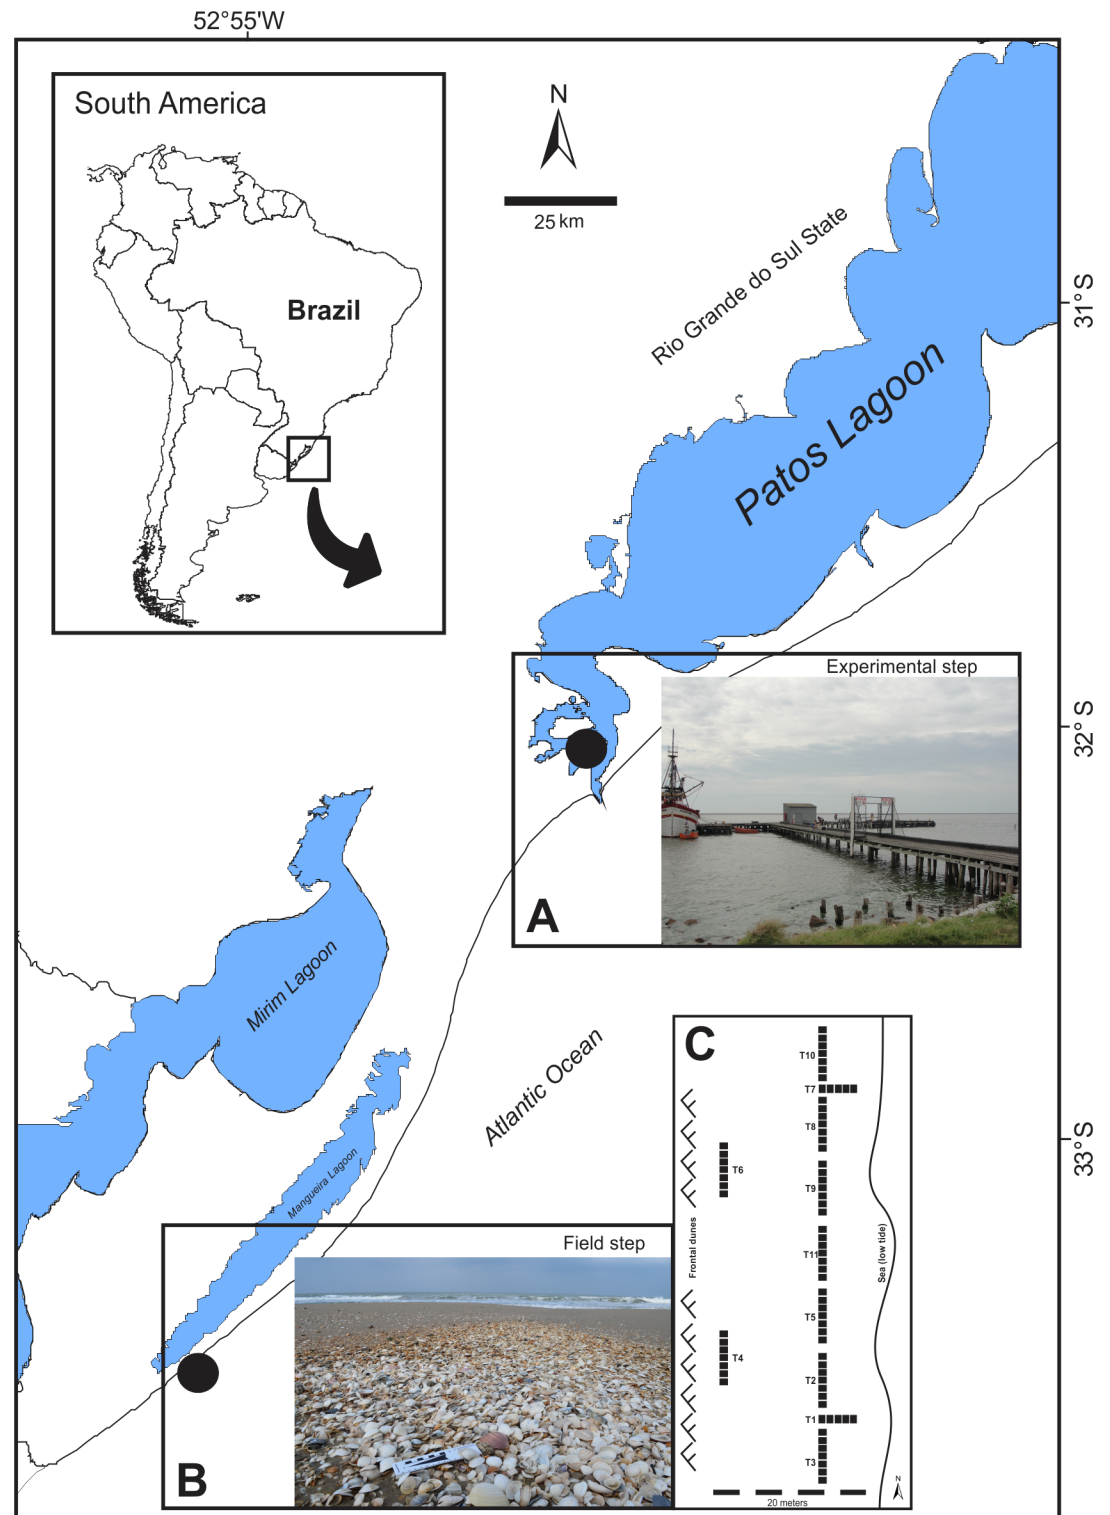 52°55'W
South America
Brazil
N
25 km
Rio Grande do Sul State
31°S
Patos Lagoon
Experimental step
32° S
A
Mirim Lagoon
Atlantic Ocean
Mangueira Lagoon
33°S
Field step
B
C
T10
T7
T8
T6
T9
Frontal dunes
T11
Sea (low tide)
T5
T4
T2
T1
T3
N
20 meters